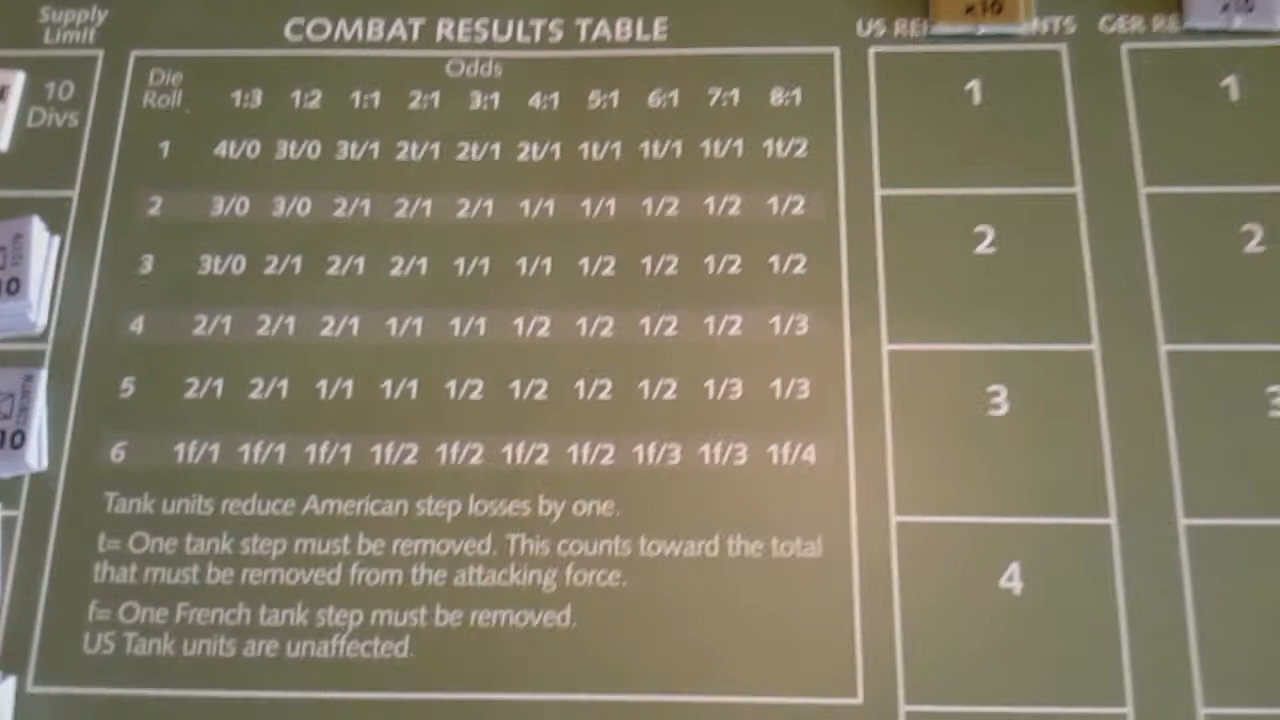 Supply
Limit
10
Divs
COMBAT RESULTS TABLE
Odds
Die
Roll 1:3 1:2 1:1 2:1 3:1 4:1 5:1 6:1 7:1 8:1
1 4t/0 3t/0 3t/1 2t/1 2t/1 2t/1 1t/1 1t/1 1t/1 1t/2
2 3/0 3/0 2/1 2/1 2/1 1/1 1/1 1/2 1/2 1/2
3 3t/0 2/1 2/1 2/1 1/1 1/1 1/2 1/2 1/2 1/2
4 2/1 2/1 2/1 1/1 1/1 1/2 1/2 1/2 1/2 1/3
5 2/1 2/1 1/1 1/1 1/2 1/2 1/2 1/2 1/3 1/3
6 1f/1 1f/1 1f/1 1f/2 1f/2 1f/2 1f/2 1f/3 1f/3 1f/4
Tank units reduce American step losses by one.
t= One tank step must be removed. This counts toward the total
that must be removed from the attacking force.
f= One French tank step must be removed.
US Tank units are unaffected.
x10
US
1
2
3
4
x10
GER
1
2
3
10
10